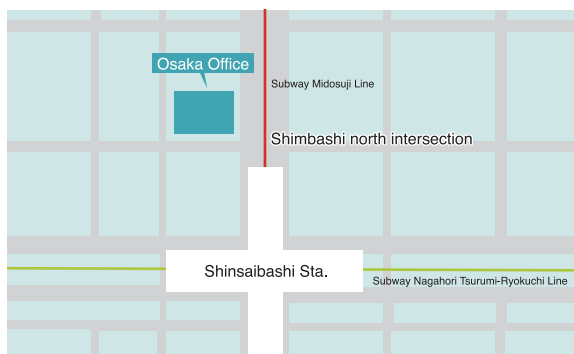 Osaka Office
Subway Midosuji Line
Shimbashi north intersection
Shinsaibashi Sta.
Subway Nagahori Tsurumi-Ryokuchi Line